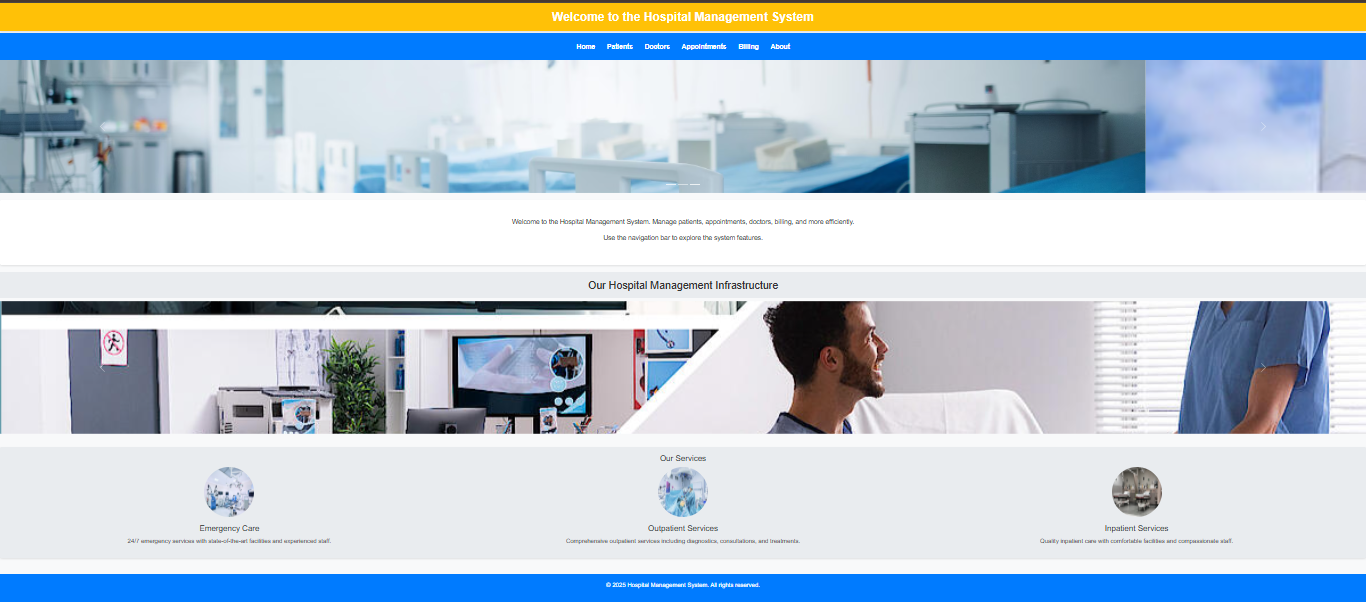 Welcome to the Hospital Management System
Home Patients Doctors Appointments Billing About
Welcome to the Hospital Management System. Manage patients, appointments, doctors, billing, and more efficiently.
Use the navigation bar to explore the system features.
Our Hospital Management Infrastructure
Our Services
Emergency Care
24/7 emergency services with state-of-the-art facilities and experienced staff.
Outpatient Services
Comprehensive outpatient services including diagnostics, consultations, and treatments.
Inpatient Services
Quality inpatient care with comfortable facilities and compassionate staff.
© 2025 Hospital Management System. All rights reserved.